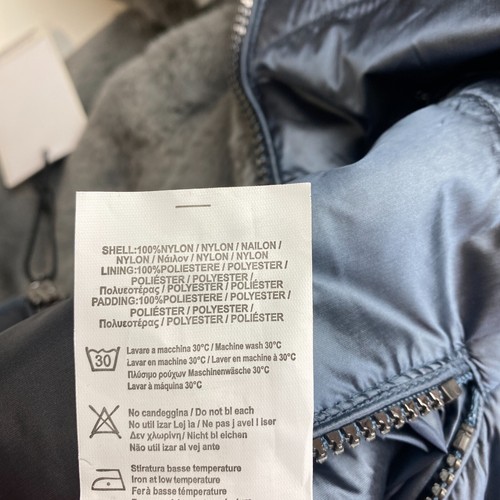 SHELL:100%NYLON / NYLON / NAILON /
NYLON / Νάιλον / NYLON / NYLON
LINING:100%POLIESTERE / POLYESTER /
POLIÉSTER / POLYESTER /
Πολυεστέρας / POLYESTER / POLIÉSTER
PADDING:100%POLIESTERE / POLYESTER /
POLIÉSTER / POLYESTER /
Πολυεστέρας / POLYESTER / POLIÉSTER
30
Lavare a macchina 30°C / Machine wash 30°C
Lavar en machine 30°C / Laver en machine à 30°C
Πλύσιμο ρούχων Maschinenwäsche 30°C
Lavar à máquina 30°C
No candeggina / Do not bl each
No util izar Lej ia / Ne pas j avel l iser
Δεν χλωρίνη/ Nicht bl eichen
Não util izar al vej ante
Stiratura basse température
Iron at low temperature
Fer à basse température